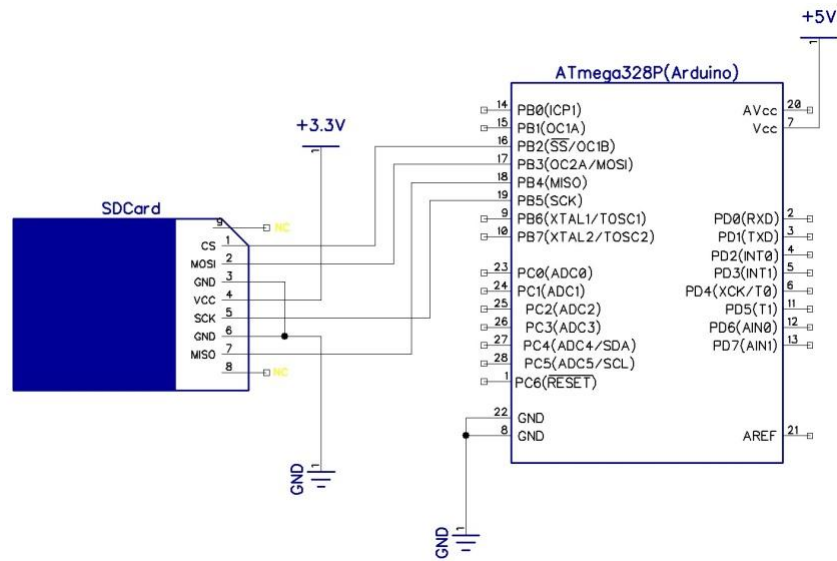 +5V
1
ATmega328P(Arduino)
14 PB0(ICP1)
15 PB1(OC1A)
16 PB2(SS/OC1B)
17 PB3(OC2A/MOSI)
18 PB4(MISO)
19 PB5(SCK)
9 PB6(XTAL1/TOSC1)
10 PB7(XTAL2/TOSC2)
23 PC0(ADC0)
24 PC1(ADC1)
25 PC2(ADC2)
26 PC3(ADC3)
27 PC4(ADC4/SDA)
28 PC5(ADC5/SCL)
1 PC6(RESET)
22 GND
8 GND
AVcc 20
Vcc 7
PD0(RXD) 2
PD1(TXD) 3
PD2(INT0) 4
PD3(INT1) 5
PD4(XCK/T0) 6
PD5(T1) 11
PD6(AIN0) 12
PD7(AIN1) 13
AREF 21
+3.3V
1
SDCard
9 NC
CS 1
MOSI 2
GND 3
VCC 4
SCK 5
GND 6
MISO 7
8 NC
GND 1
GND 1